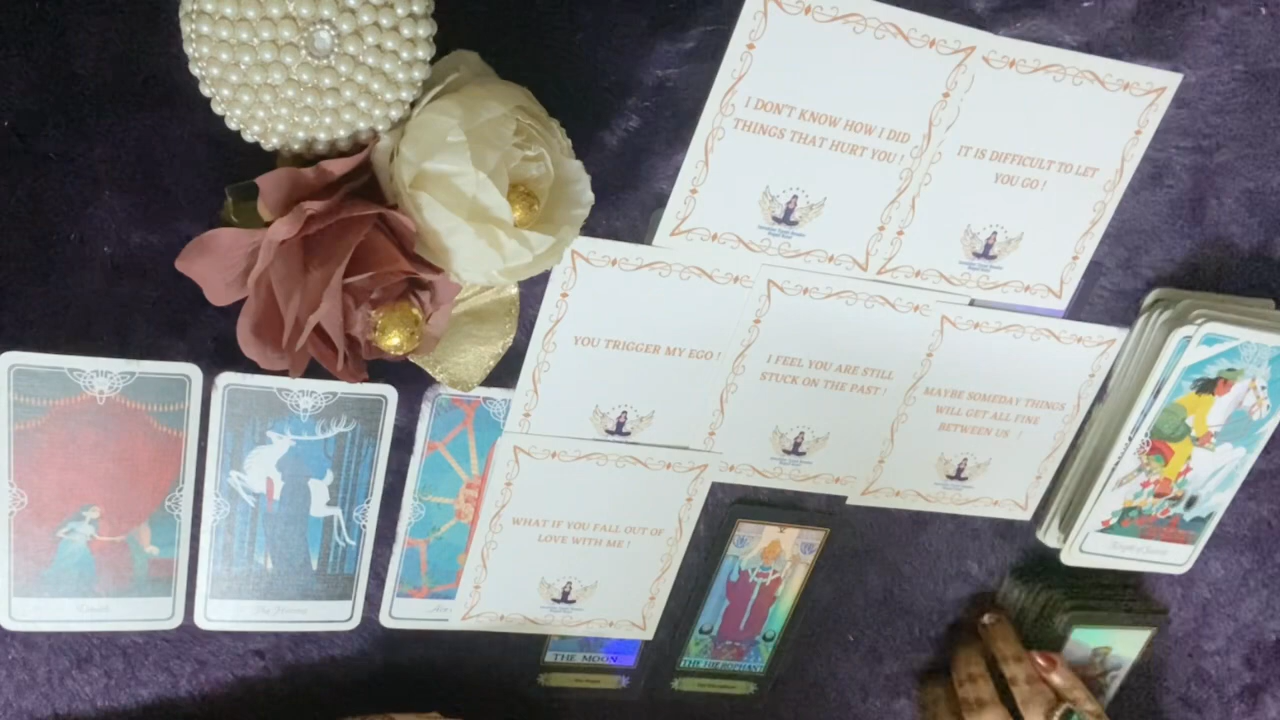 I DON'T KNOW HOW I DID
THINGS THAT HURT YOU !
IT IS DIFFICULT TO LET
YOU GO !
YOU TRIGGER MY EGO !
I FEEL YOU ARE STILL
STUCK ON THE PAST !
MAYBE SOMEDAY THINGS
WILL GET ALL FINE
BETWEEN US !
WHAT IF YOU FALL OUT OF
LOVE WITH ME !
THE MOON
THE HIEROPHANT